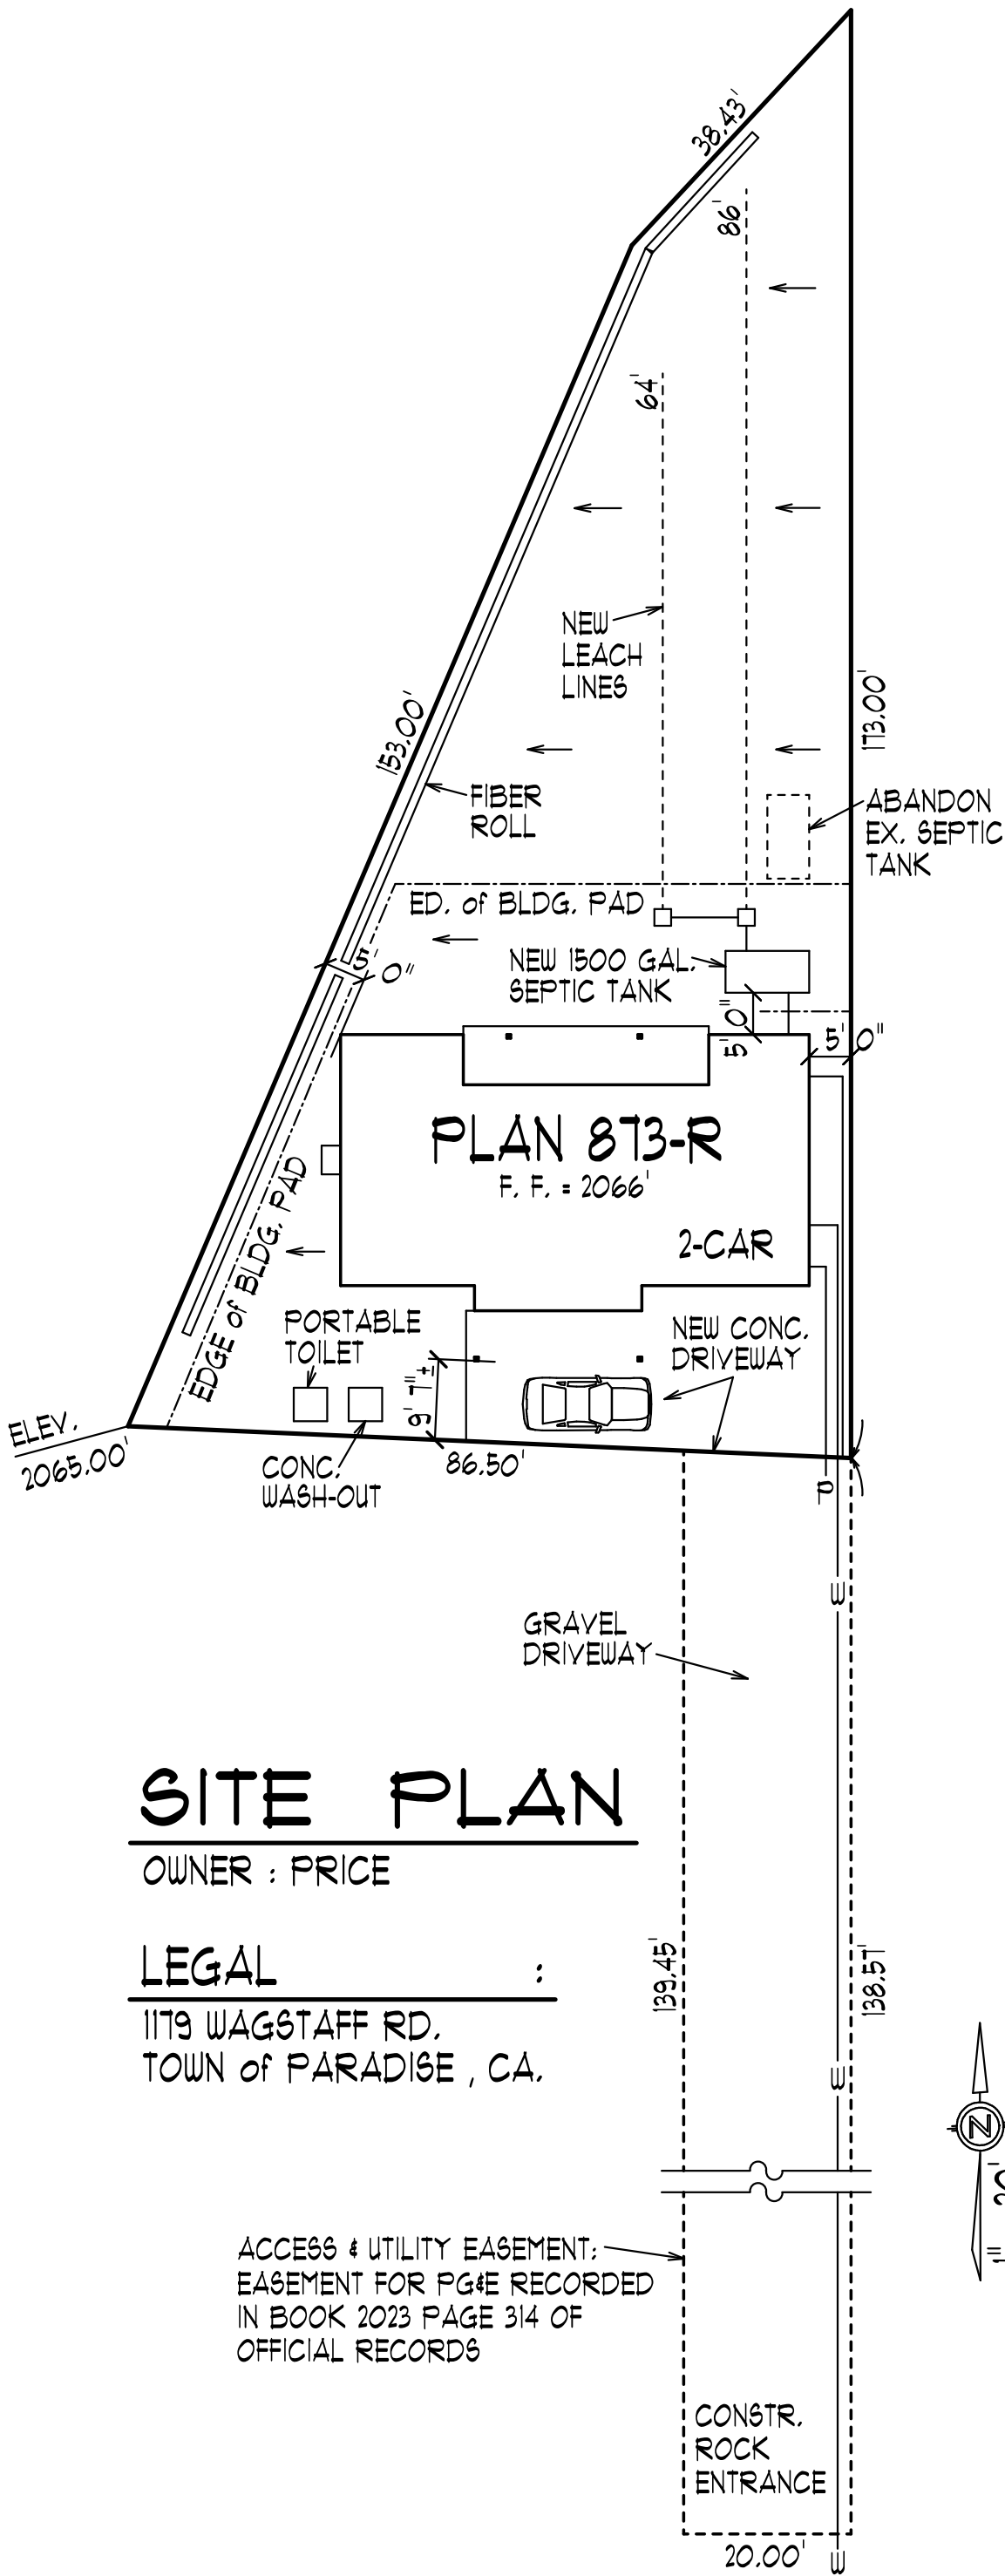 38.43'
86'
64'
NEW
LEACH
LINES
153.00'
173.00'
FIBER
ROLL
ABANDON
EX. SEPTIC
TANK
ED. of BLDG. PAD
5' 0"
NEW 1500 GAL.
SEPTIC TANK
5' 0"
5' 0"
PLAN 873-R
F. F. = 2066'
2-CAR
EDGE of BLDG. PAD
PORTABLE
TOILET
NEW CONC.
DRIVEWAY
9'-7"±
ELEV.
2065.00'
CONC.
WASH-OUT
86.50'
P
W
GRAVEL
DRIVEWAY
SITE PLAN
OWNER : PRICE
LEGAL :
1179 WAGSTAFF RD.
TOWN of PARADISE , CA.
139.45'
138.57'
W
N
1" 20'
ACCESS & UTILITY EASEMENT:
EASEMENT FOR PG&E RECORDED
IN BOOK 2023 PAGE 314 OF
OFFICIAL RECORDS
CONSTR.
ROCK
ENTRANCE
20.00'
W